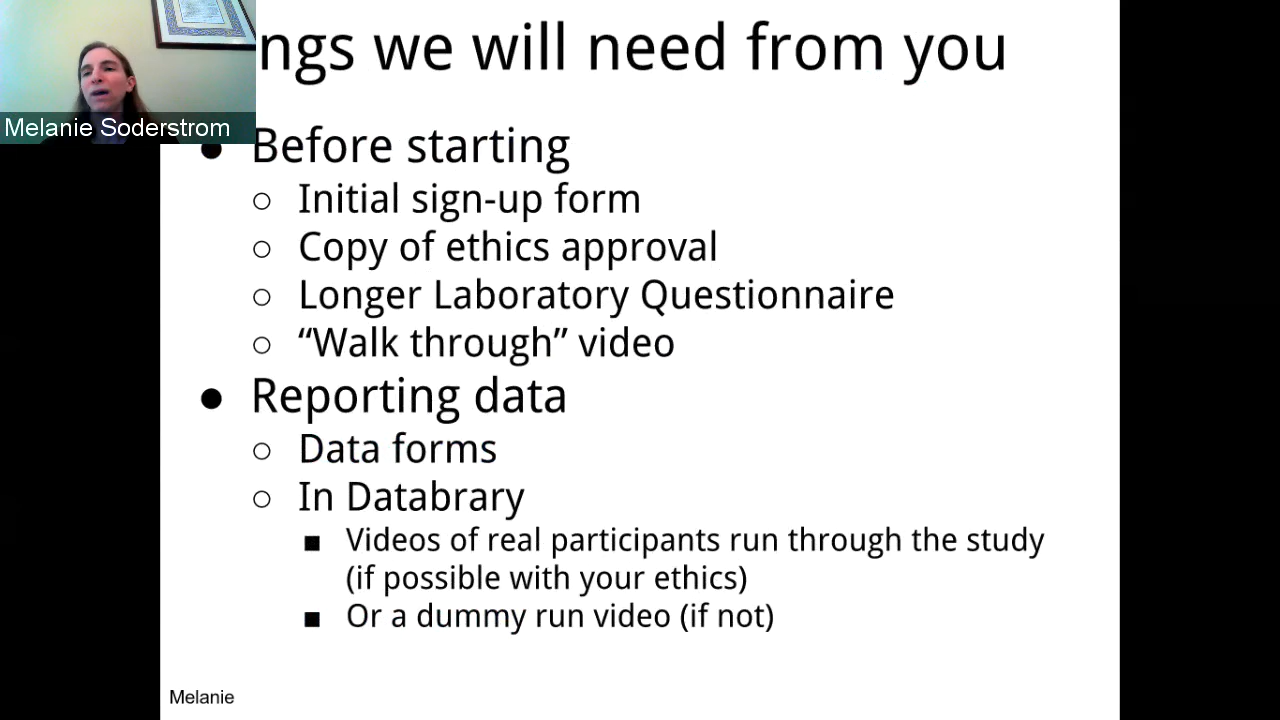 ngs we will need from you
Melanie Soderstrom
● Before starting
○ Initial sign-up form
○ Copy of ethics approval
○ Longer Laboratory Questionnaire
○ “Walk through” video
● Reporting data
○ Data forms
○ In Databrary
■ Videos of real participants run through the study
(if possible with your ethics)
■ Or a dummy run video (if not)
Melanie